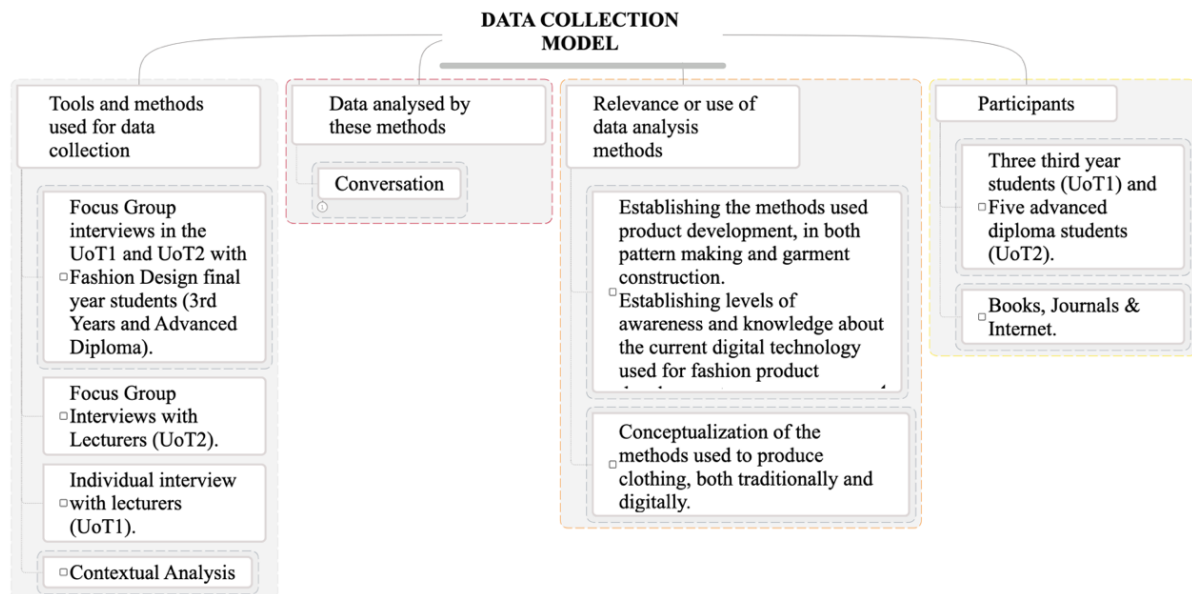 DATA COLLECTION
MODEL
Tools and methods
used for data
collection
Focus Group
interviews in the
UoT1 and UoT2 with
Fashion Design final
year students (3rd
Years and Advanced
Diploma).
Focus Group
Interviews with
Lecturers (UoT2).
Individual interview
with lecturers
(UoT1).
Contextual Analysis
Data analysed by
these methods
Conversation
Relevance or use of
data analysis
methods
Establishing the methods used
product development, in both
pattern making and garment
construction.
Establishing levels of
awareness and knowledge about
the current digital technology
used for fashion product
Conceptualization of the
methods used to produce
clothing, both traditionally and
digitally.
Participants
Three third year
students (UoT1) and
Five advanced
diploma students
(UoT2).
Books, Journals &
Internet.